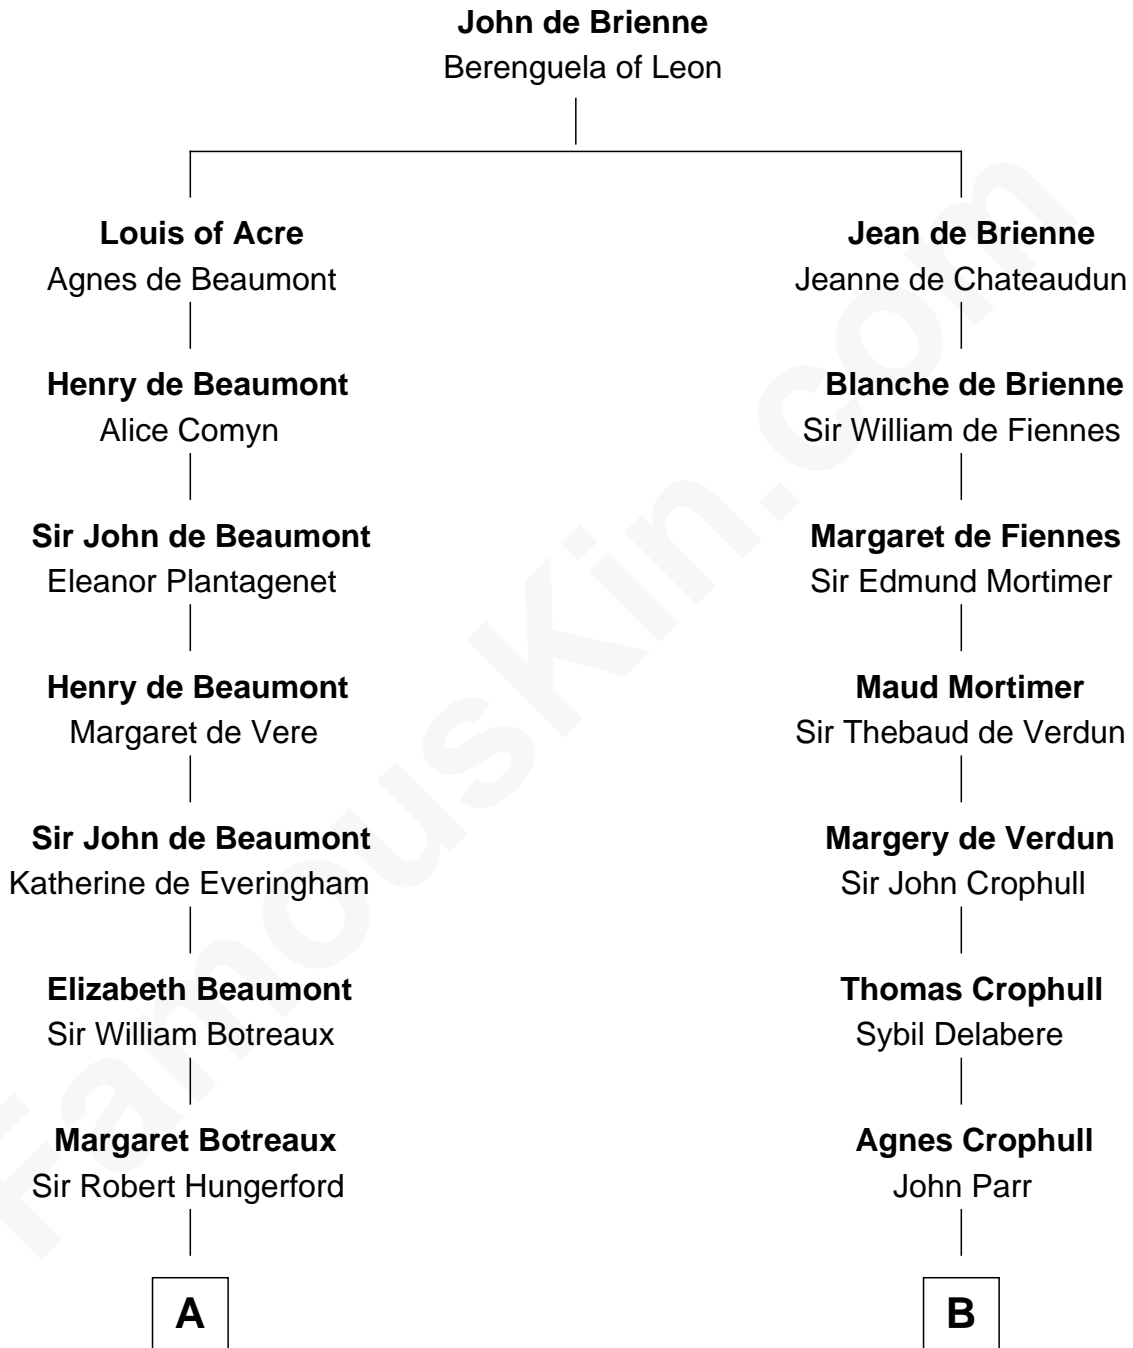 John de Brienne
Berenguela of Leon
Louis of Acre
Agnes de Beaumont
Jean de Brienne
Jeanne de Chateaudun
Henry de Beaumont
Alice Comyn
Blanche de Brienne
Sir William de Fiennes
Sir John de Beaumont
Eleanor Plantagenet
Margaret de Fiennes
Sir Edmund Mortimer
Henry de Beaumont
Margaret de Vere
Maud Mortimer
Sir Thebaud de Verdun
Sir John de Beaumont
Katherine de Everingham
Margery de Verdun
Sir John Crophull
Elizabeth Beaumont
Sir William Botreaux
Thomas Crophull
Sybil Delabere
Margaret Botreaux
Sir Robert Hungerford
Agnes Crophull
John Parr
A
B
FamousKin.com